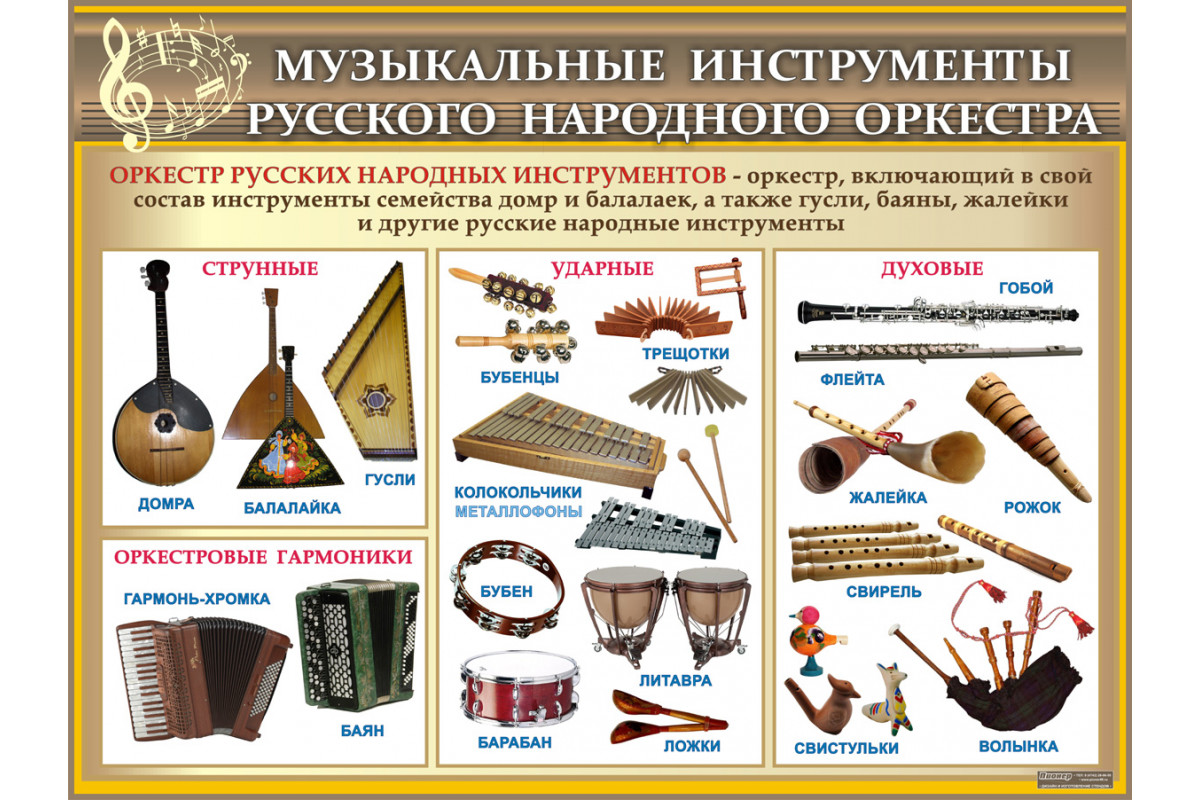 МУЗЫКАЛЬНЫЕ ИНСТРУМЕНТЫ
РУССКОГО НАРОДНОГО ОРКЕСТРА
ОРКЕСТР РУССКИХ НАРОДНЫХ ИНСТРУМЕНТОВ - оркестр, включающий в свой
состав инструменты семейства домр и балалаек, а также гусли, баяны, жалейки
и другие русские народные инструменты
СТРУННЫЕ
ДОМРА
БАЛАЛАЙКА
ГУСЛИ
ОРКЕСТРОВЫЕ ГАРМОНИКИ
ГАРМОНЬ-ХРОМКА
БАЯН
УДАРНЫЕ
ТРЕЩОТКИ
БУБЕНЦЫ
КОЛОКОЛЬЧИКИ
МЕТАЛЛОФОНЫ
БУБЕН
ЛИТАВРА
БАРАБАН
ЛОЖКИ
ДУХОВЫЕ
ГОБОЙ
ФЛЕЙТА
ЖАЛЕЙКА
РОЖОК
СВИРЕЛЬ
СВИСТУЛЬКИ
ВОЛЫНКА